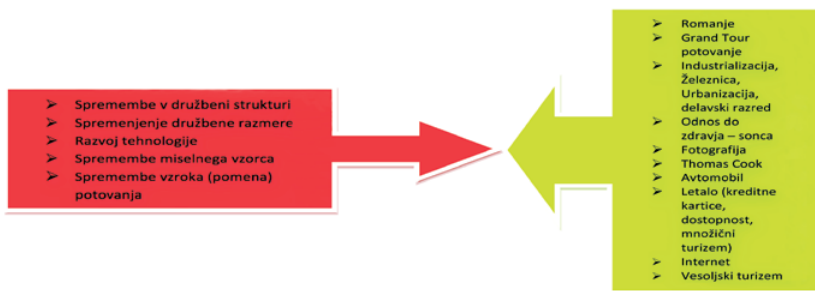 ➢ Spremembe v družbeni strukturi
➢ Spremenjenje družbene razmere
➢ Razvoj tehnologije
➢ Spremembe miselnega vzorca
➢ Spremembe vzroka (pomena)
potovanja
➢ Romanje
➢ Grand Tour
potovanje
➢ Industrializacija,
Železnica,
Urbanizacija,
delavski razred
➢ Odnos do
zdravja – sonca
➢ Fotografija
➢ Thomas Cook
➢ Avtomobil
➢ Letalo (kreditne
kartice,
dostopnost,
množični
turizem)
➢ Internet
➢ Vesoljski turizem